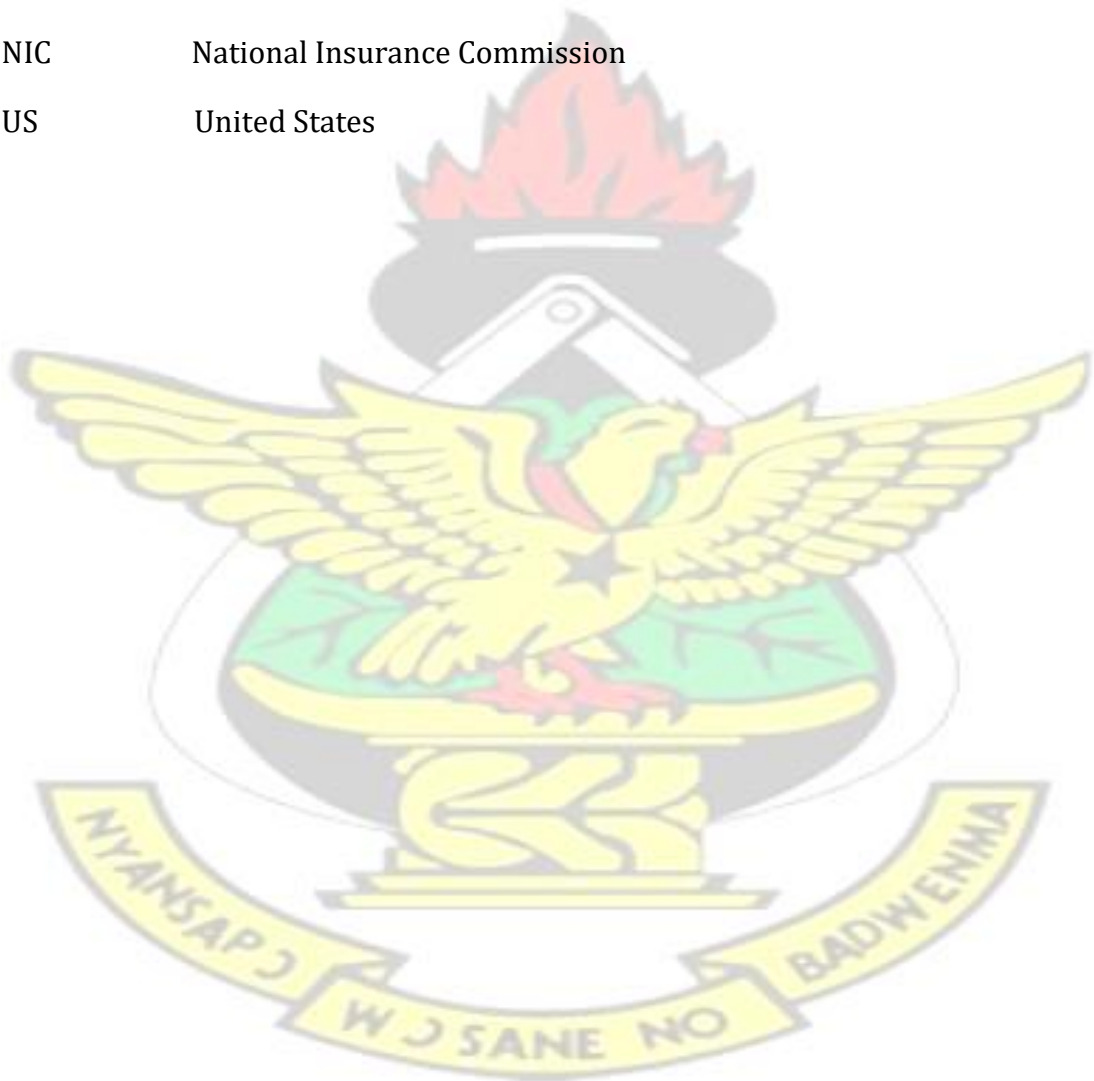 NIC National Insurance Commission
US United States
NYANSAPƆ WƆSANE NO BADWENMA